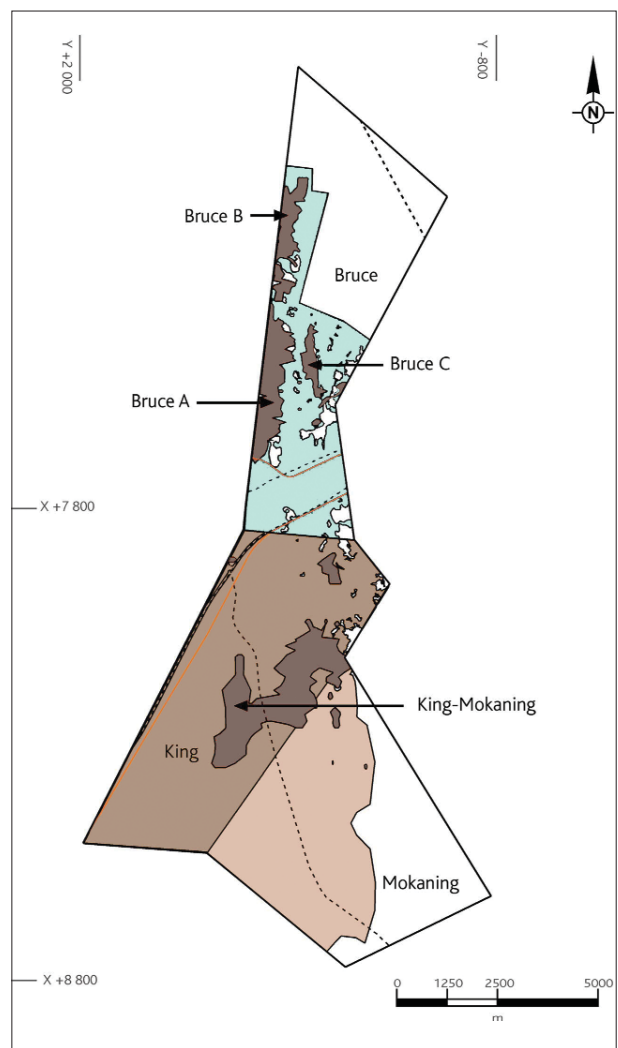 Y +2 000
Y -800
N
Bruce B
Bruce
Bruce C
Bruce A
X +7 800
King-Mokaning
King
Mokaning
X +8 800
0 1250 2500 5000
m